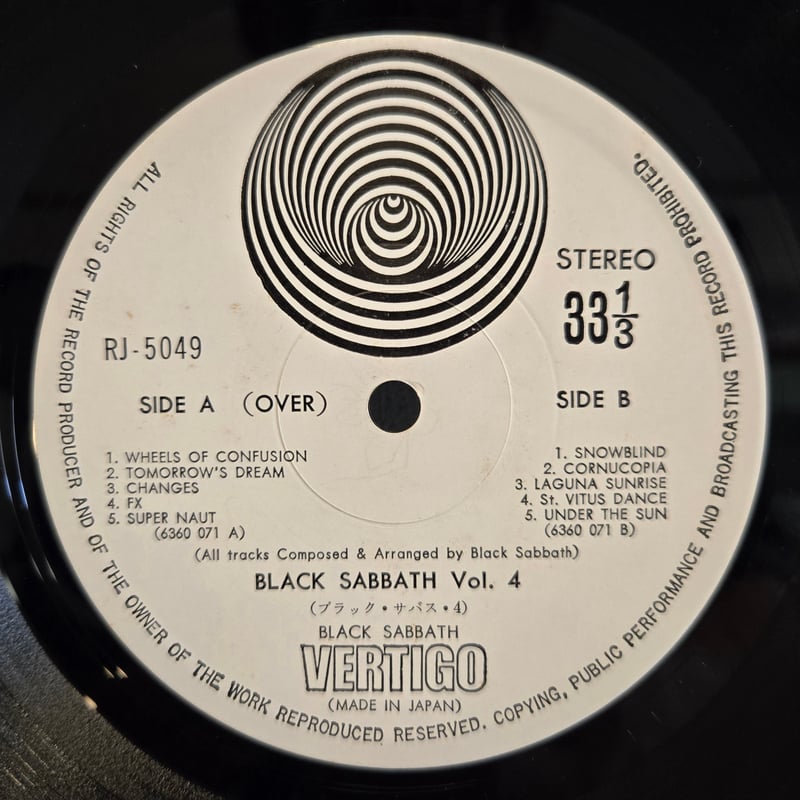 STEREO
33 1/3
RJ-5049
SIDE A (OVER)
1. WHEELS OF CONFUSION
2. TOMORROW'S DREAM
3. CHANGES
4. FX
5. SUPER NAUT
(6360 071 A)
SIDE B
1. SNOWBLIND
2. CORNUCOPIA
3. LAGUNA SUNRISE
4. St. VITUS DANCE
5. UNDER THE SUN
(6360 071 B)
(All tracks Composed & Arranged by Black Sabbath)
BLACK SABBATH Vol. 4
(ブラック・サバス・4)
BLACK SABBATH
VERTIGO
(MADE IN JAPAN)
ALL RIGHTS OF THE RECORD PRODUCER AND OF THE OWNER OF THE WORK REPRODUCED RESERVED. COPYING, PUBLIC PERFORMANCE AND BROADCASTING THIS RECORD PROHIBITED.